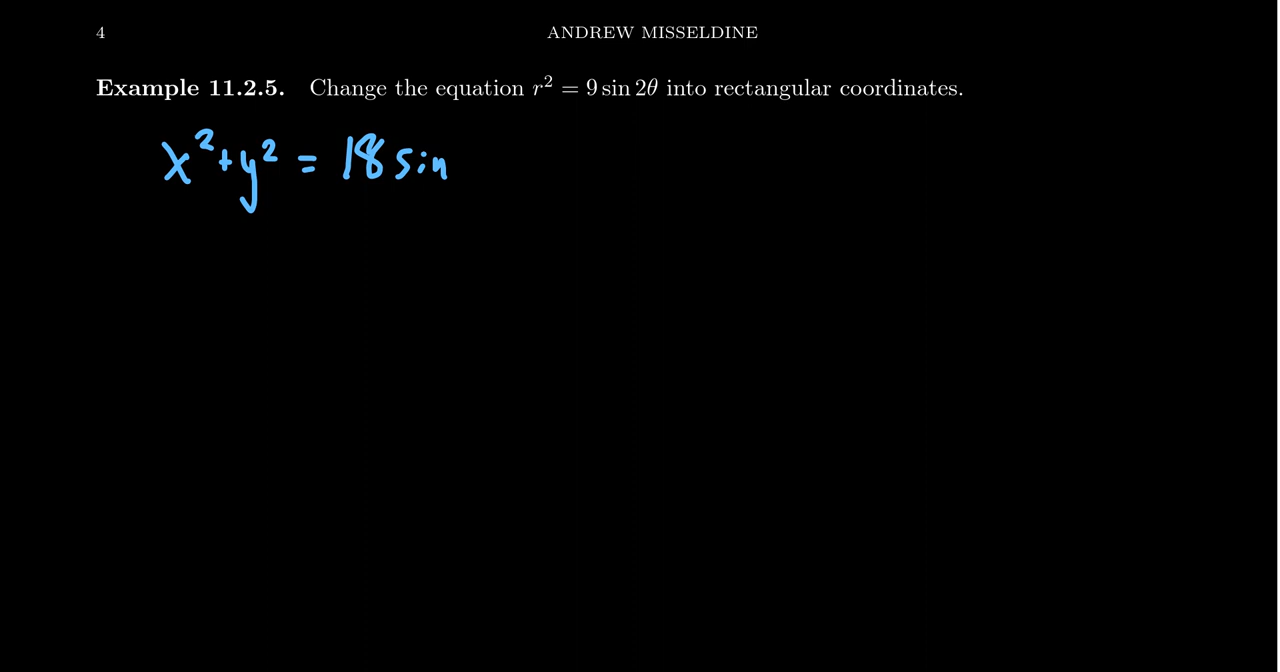 4 ANDREW MISSELDINE
Example 11.2.5. Change the equation r² = 9 sin 2θ into rectangular coordinates.
x² + y² = 18 sin